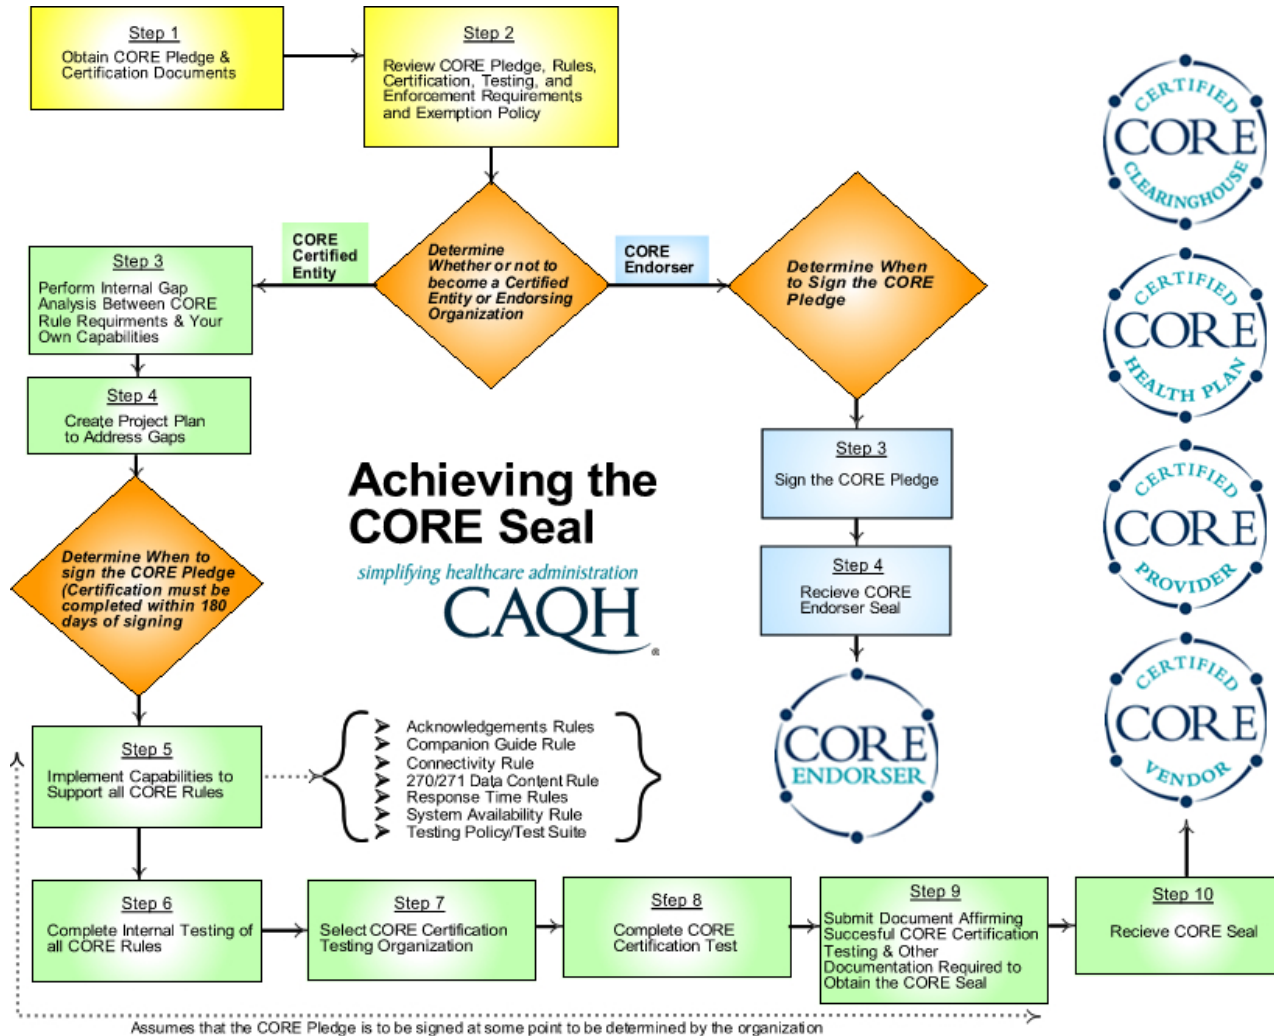 Step 1
Obtain CORE Pledge &
Certification Documents
Step 2
Review CORE Pledge, Rules,
Certification, Testing, and
Enforcement Requirements
and Exemption Policy
Determine
Whether or not to
become a Certified
Entity or Endorsing
Organization
CORE
Certified
Entity
CORE
Endorser
Determine When
to Sign the CORE
Pledge
Step 3
Perform Internal Gap
Analysis Between CORE
Rule Requirments & Your
Own Capabilities
Step 4
Create Project Plan
to Address Gaps
Determine When to
sign the CORE Pledge
(Certification must be
completed within 180
days of signing
Step 3
Sign the CORE Pledge
Step 4
Recieve CORE
Endorser Seal
CORE
ENDORSER
Achieving the
CORE Seal
simplifying healthcare administration
CAQH
®
Step 5
Implement Capabilities to
Support all CORE Rules
Acknowledgements Rules
Companion Guide Rule
Connectivity Rule
270/271 Data Content Rule
Response Time Rules
System Availability Rule
Testing Policy/Test Suite
Step 6
Complete Internal Testing of
all CORE Rules
Step 7
Select CORE Certification
Testing Organization
Step 8
Complete CORE
Certification Test
Step 9
Submit Document Affirming
Succesful CORE Certification
Testing & Other
Documentation Required to
Obtain the CORE Seal
Step 10
Recieve CORE Seal
CERTIFIED
CORE
CLEARINGHOUSE
CERTIFIED
CORE
HEALTH PLAN
CERTIFIED
CORE
PROVIDER
CERTIFIED
CORE
VENDOR
Assumes that the CORE Pledge is to be signed at some point to be determined by the organization